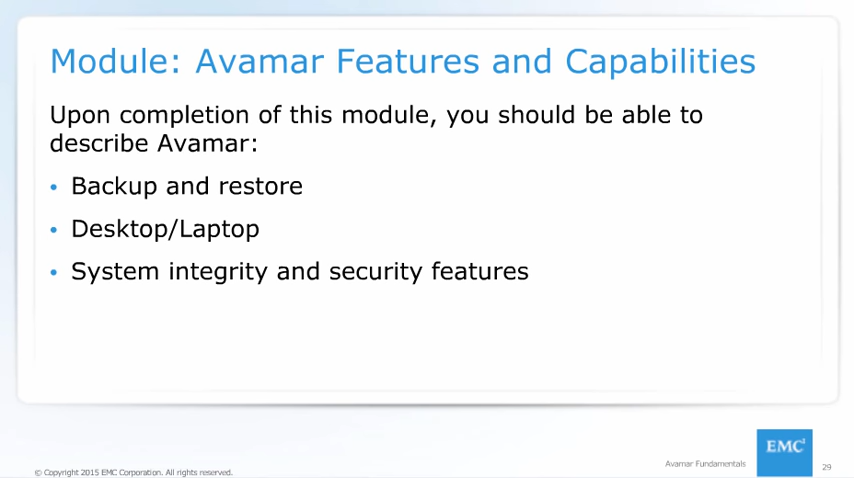 Module: Avamar Features and Capabilities
Upon completion of this module, you should be able to
describe Avamar:
• Backup and restore
• Desktop/Laptop
• System integrity and security features
EMC²
Avamar Fundamentals
29
© Copyright 2015 EMC Corporation. All rights reserved.